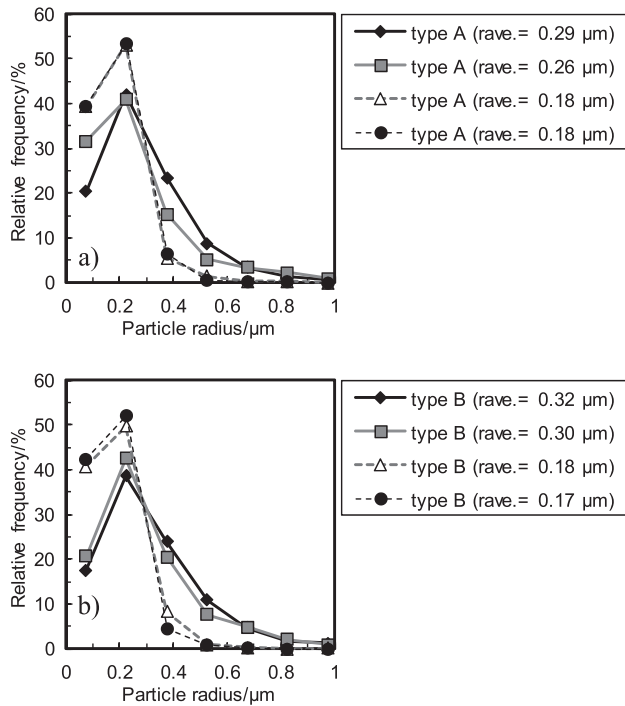 60
50
40
30
20
10
0
Relative frequency/%
a)
0 0.2 0.4 0.6 0.8 1
Particle radius/µm
type A (rave.= 0.29 µm)
type A (rave.= 0.26 µm)
type A (rave.= 0.18 µm)
type A (rave.= 0.18 µm)
60
50
40
30
20
10
0
Relative frequency/%
b)
0 0.2 0.4 0.6 0.8 1
Particle radius/µm
type B (rave.= 0.32 µm)
type B (rave.= 0.30 µm)
type B (rave.= 0.18 µm)
type B (rave.= 0.17 µm)